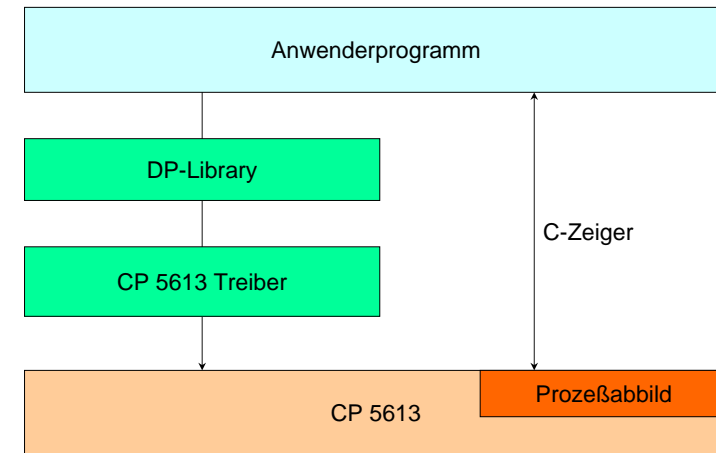 Anwenderprogramm
DP-Library
C-Zeiger
CP 5613 Treiber
Prozeßabbild
CP 5613